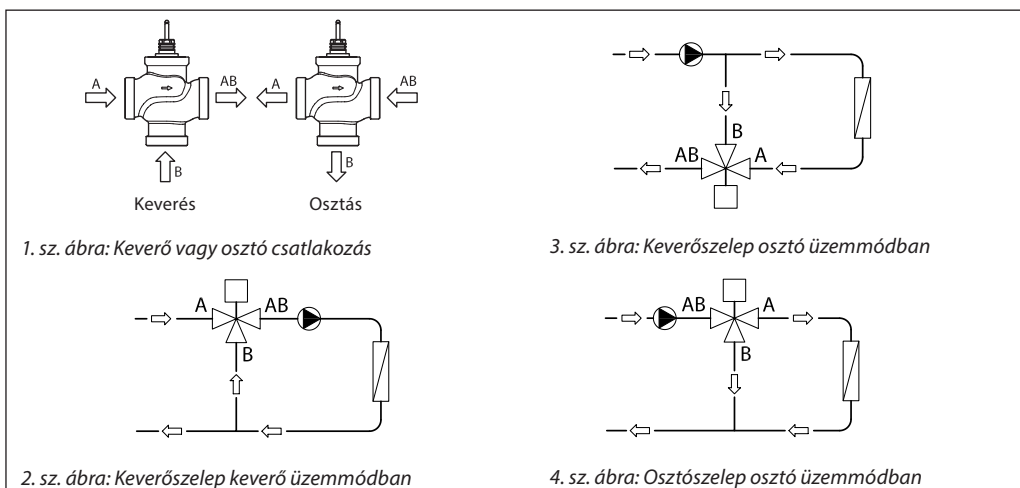 A
AB
B
Keverés
A
AB
B
Osztás
1. sz. ábra: Keverő vagy osztó csatlakozás
B
AB
A
3. sz. ábra: Keverőszelep osztó üzemmódban
A
AB
B
2. sz. ábra: Keverőszelep keverő üzemmódban
AB
A
B
4. sz. ábra: Osztószelep osztó üzemmódban